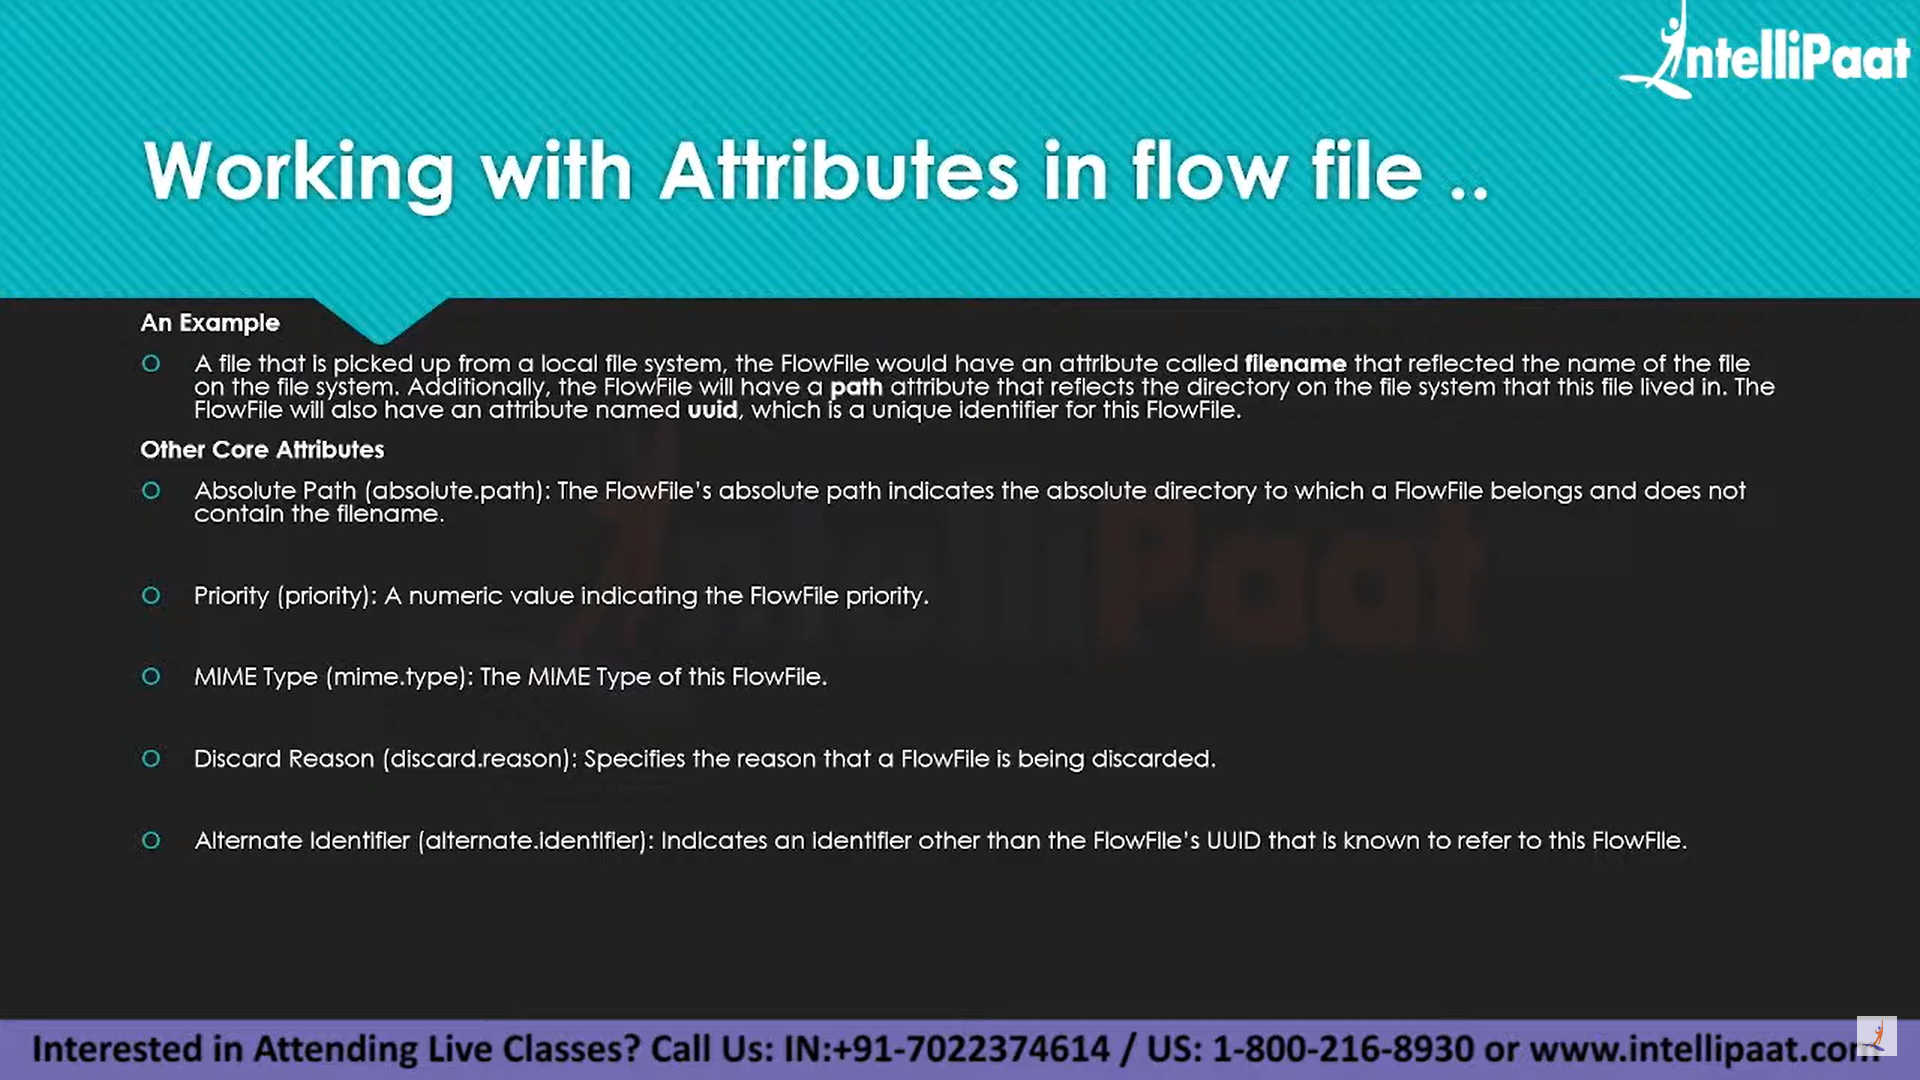 IntelliPaat
Working with Attributes in flow file ..
An Example
A file that is picked up from a local file system, the FlowFile would have an attribute called filename that reflected the name of the file
on the file system. Additionally, the FlowFile will have a path attribute that reflects the directory on the file system that this file lived in. The
FlowFile will also have an attribute named uuid, which is a unique identifier for this FlowFile.
Other Core Attributes
Absolute Path (absolute.path): The FlowFile’s absolute path indicates the absolute directory to which a FlowFile belongs and does not
contain the filename.
Priority (priority): A numeric value indicating the FlowFile priority.
MIME Type (mime.type): The MIME Type of this FlowFile.
Discard Reason (discard.reason): Specifies the reason that a FlowFile is being discarded.
Alternate Identifier (alternate.identifier): Indicates an identifier other than the FlowFile’s UUID that is known to refer to this FlowFile.
IntelliPaat
Interested in Attending Live Classes? Call Us: IN:+91-7022374614 / US: 1-800-216-8930 or www.intellipaat.com